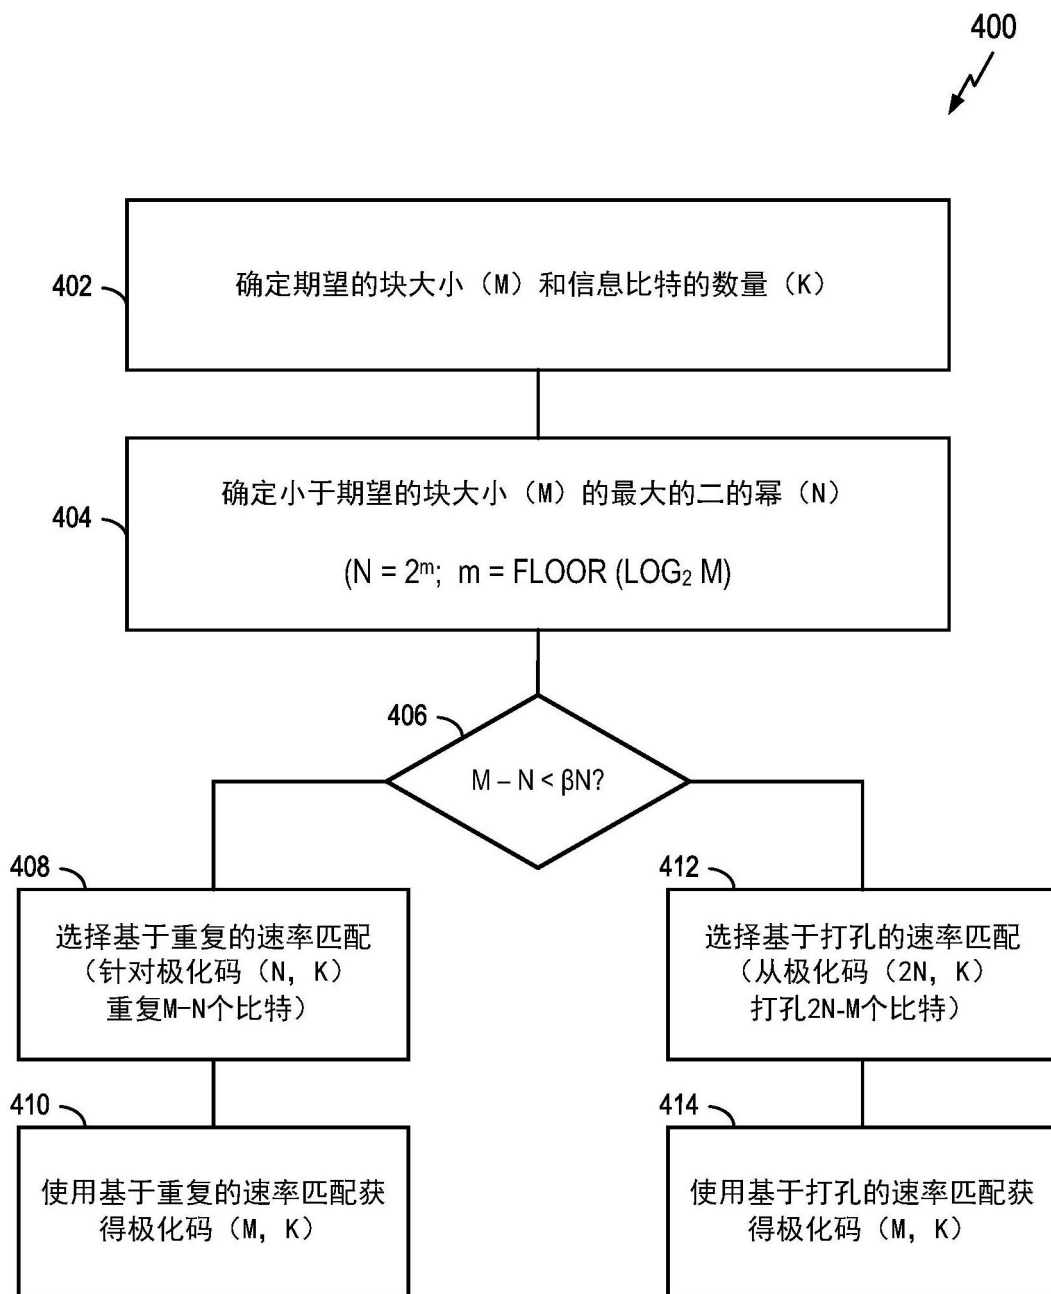 400
402
确定期望的块大小（M）和信息比特的数量（K）
404
确定小于期望的块大小（M）的最大的二的幂（N）
(N = 2ᵐ; m = FLOOR (LOG₂ M)
406
M – N < βN?
408
选择基于重复的速率匹配
（针对极化码（N, K）
重复M-N个比特）
410
使用基于重复的速率匹配获
得极化码（M, K）
412
选择基于打孔的速率匹配
（从极化码（2N, K）
打孔2N-M个比特）
414
使用基于打孔的速率匹配获
得极化码（M, K）